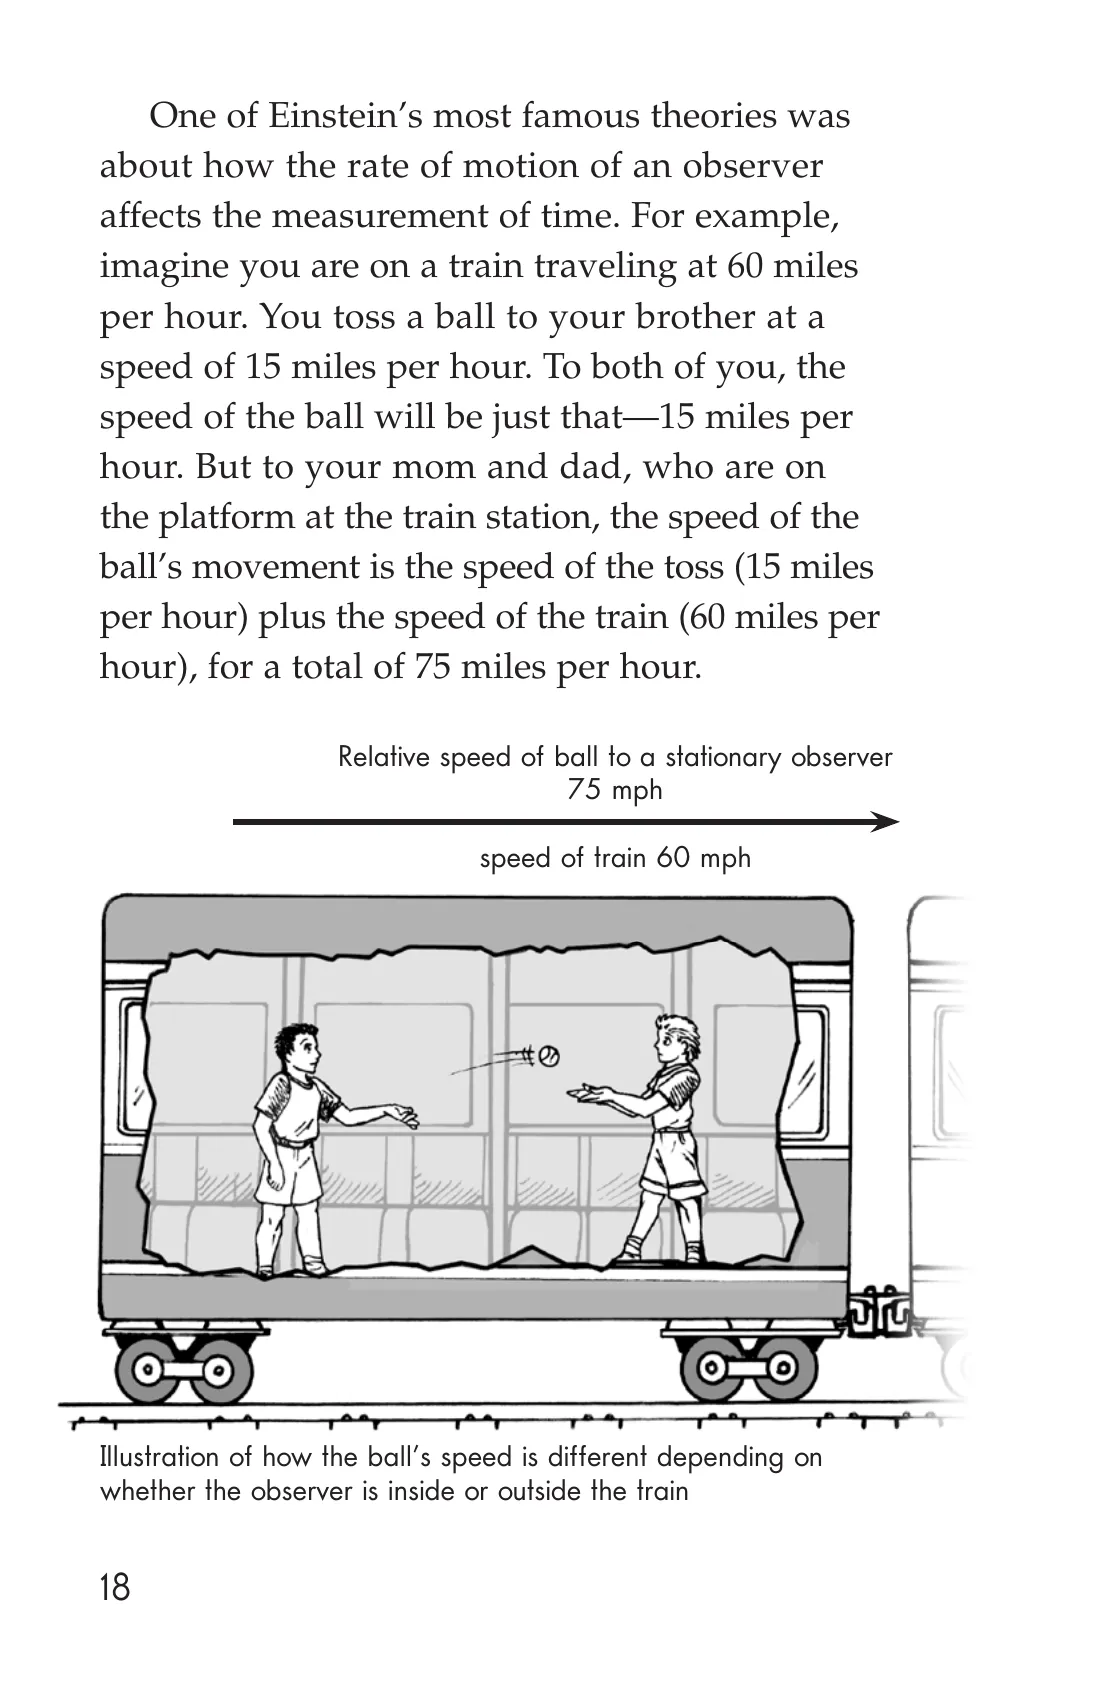 One of Einstein’s most famous theories was
about how the rate of motion of an observer
affects the measurement of time. For example,
imagine you are on a train traveling at 60 miles
per hour. You toss a ball to your brother at a
speed of 15 miles per hour. To both of you, the
speed of the ball will be just that—15 miles per
hour. But to your mom and dad, who are on
the platform at the train station, the speed of the
ball’s movement is the speed of the toss (15 miles
per hour) plus the speed of the train (60 miles per
hour), for a total of 75 miles per hour.
Relative speed of ball to a stationary observer
75 mph
speed of train 60 mph
Illustration of how the ball’s speed is different depending on
whether the observer is inside or outside the train
18